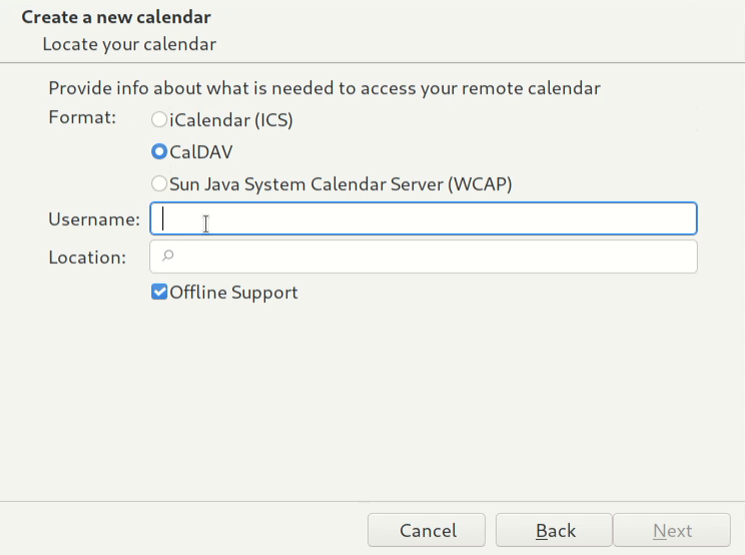 Create a new calendar
Locate your calendar
Provide info about what is needed to access your remote calendar
Format: iCalendar (ICS)
CalDAV
Sun Java System Calendar Server (WCAP)
Username:
Location:
Offline Support
Cancel Back Next